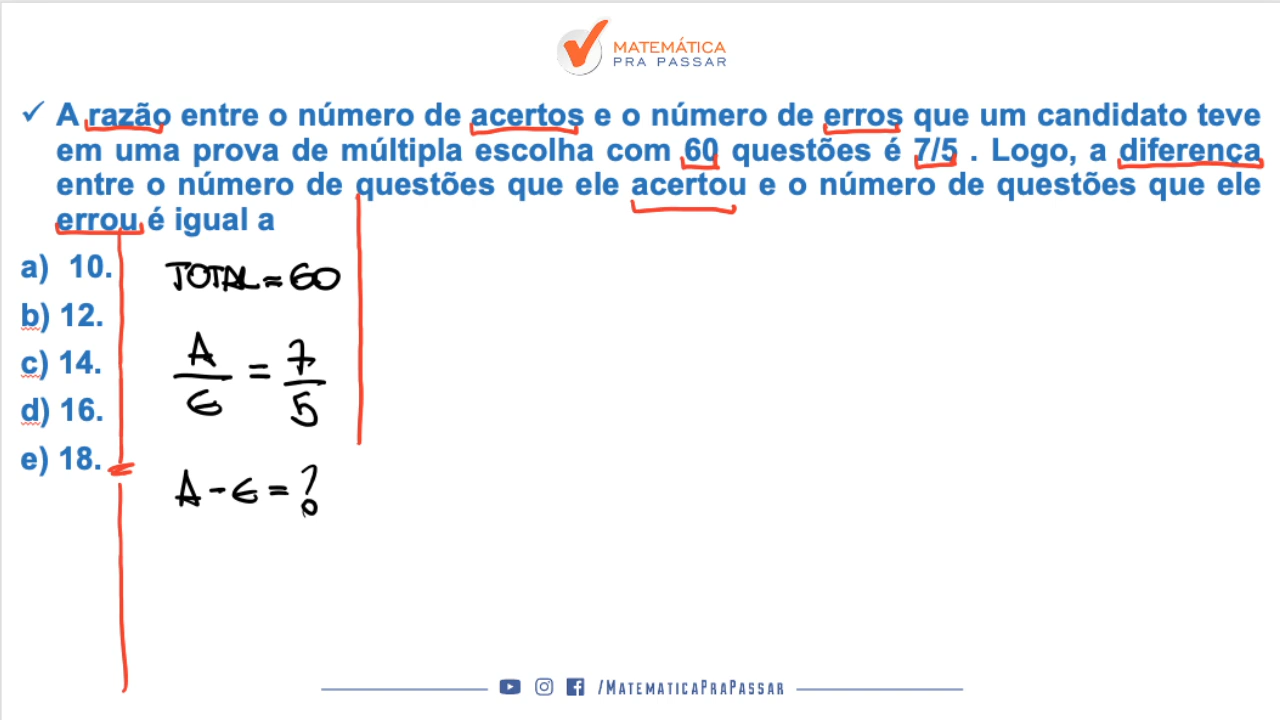 MATEMÁTICA
PRA PASSAR
✓ A razão entre o número de acertos e o número de erros que um candidato teve
em uma prova de múltipla escolha com 60 questões é 7/5 . Logo, a diferença
entre o número de questões que ele acertou e o número de questões que ele
errou é igual a
a) 10.
b) 12.
c) 14.
d) 16.
e) 18.
TOTAL = 60
A/E = 7/5
A - E = ?
/MATEMATICAPRAPASSAR